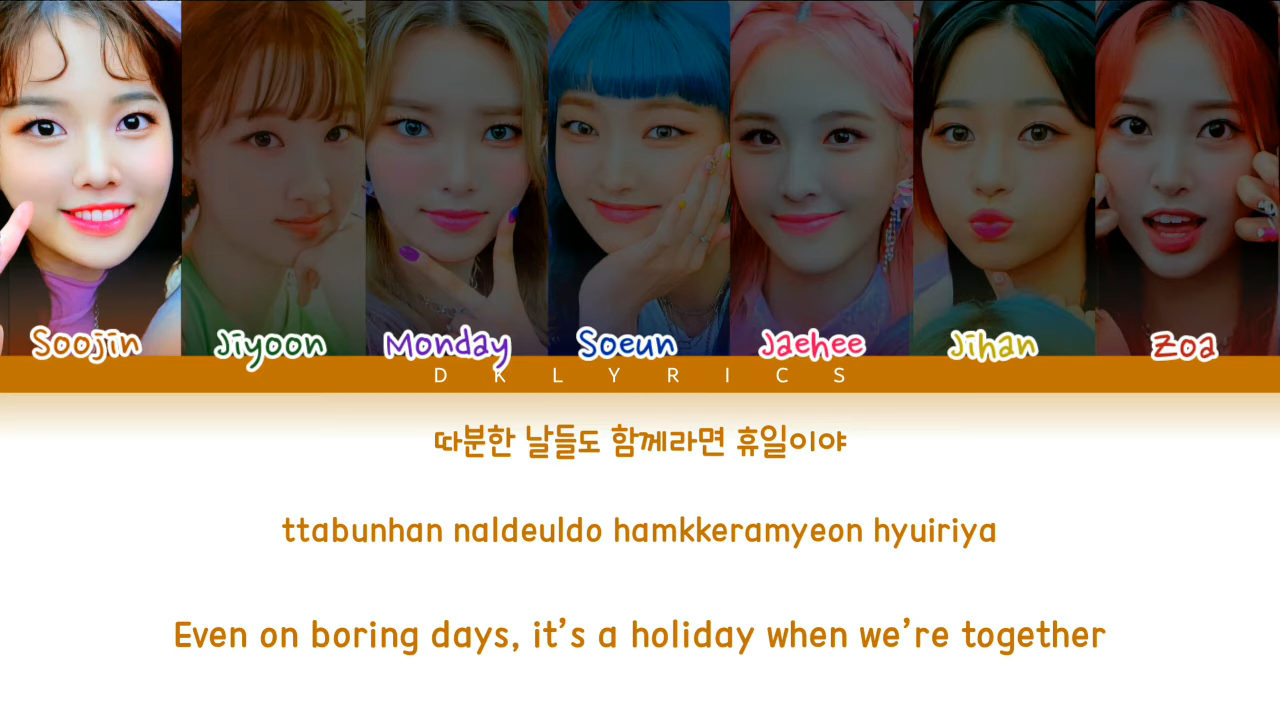 Soojin Jiyoon Monday Soeun Jaehee Jihan Zoa
DKLYRICS
따분한 날들도 함께라면 휴일이야
ttabunhan naldeuldo hamkkeramyeon hyuiriya
Even on boring days, it’s a holiday when we’re together